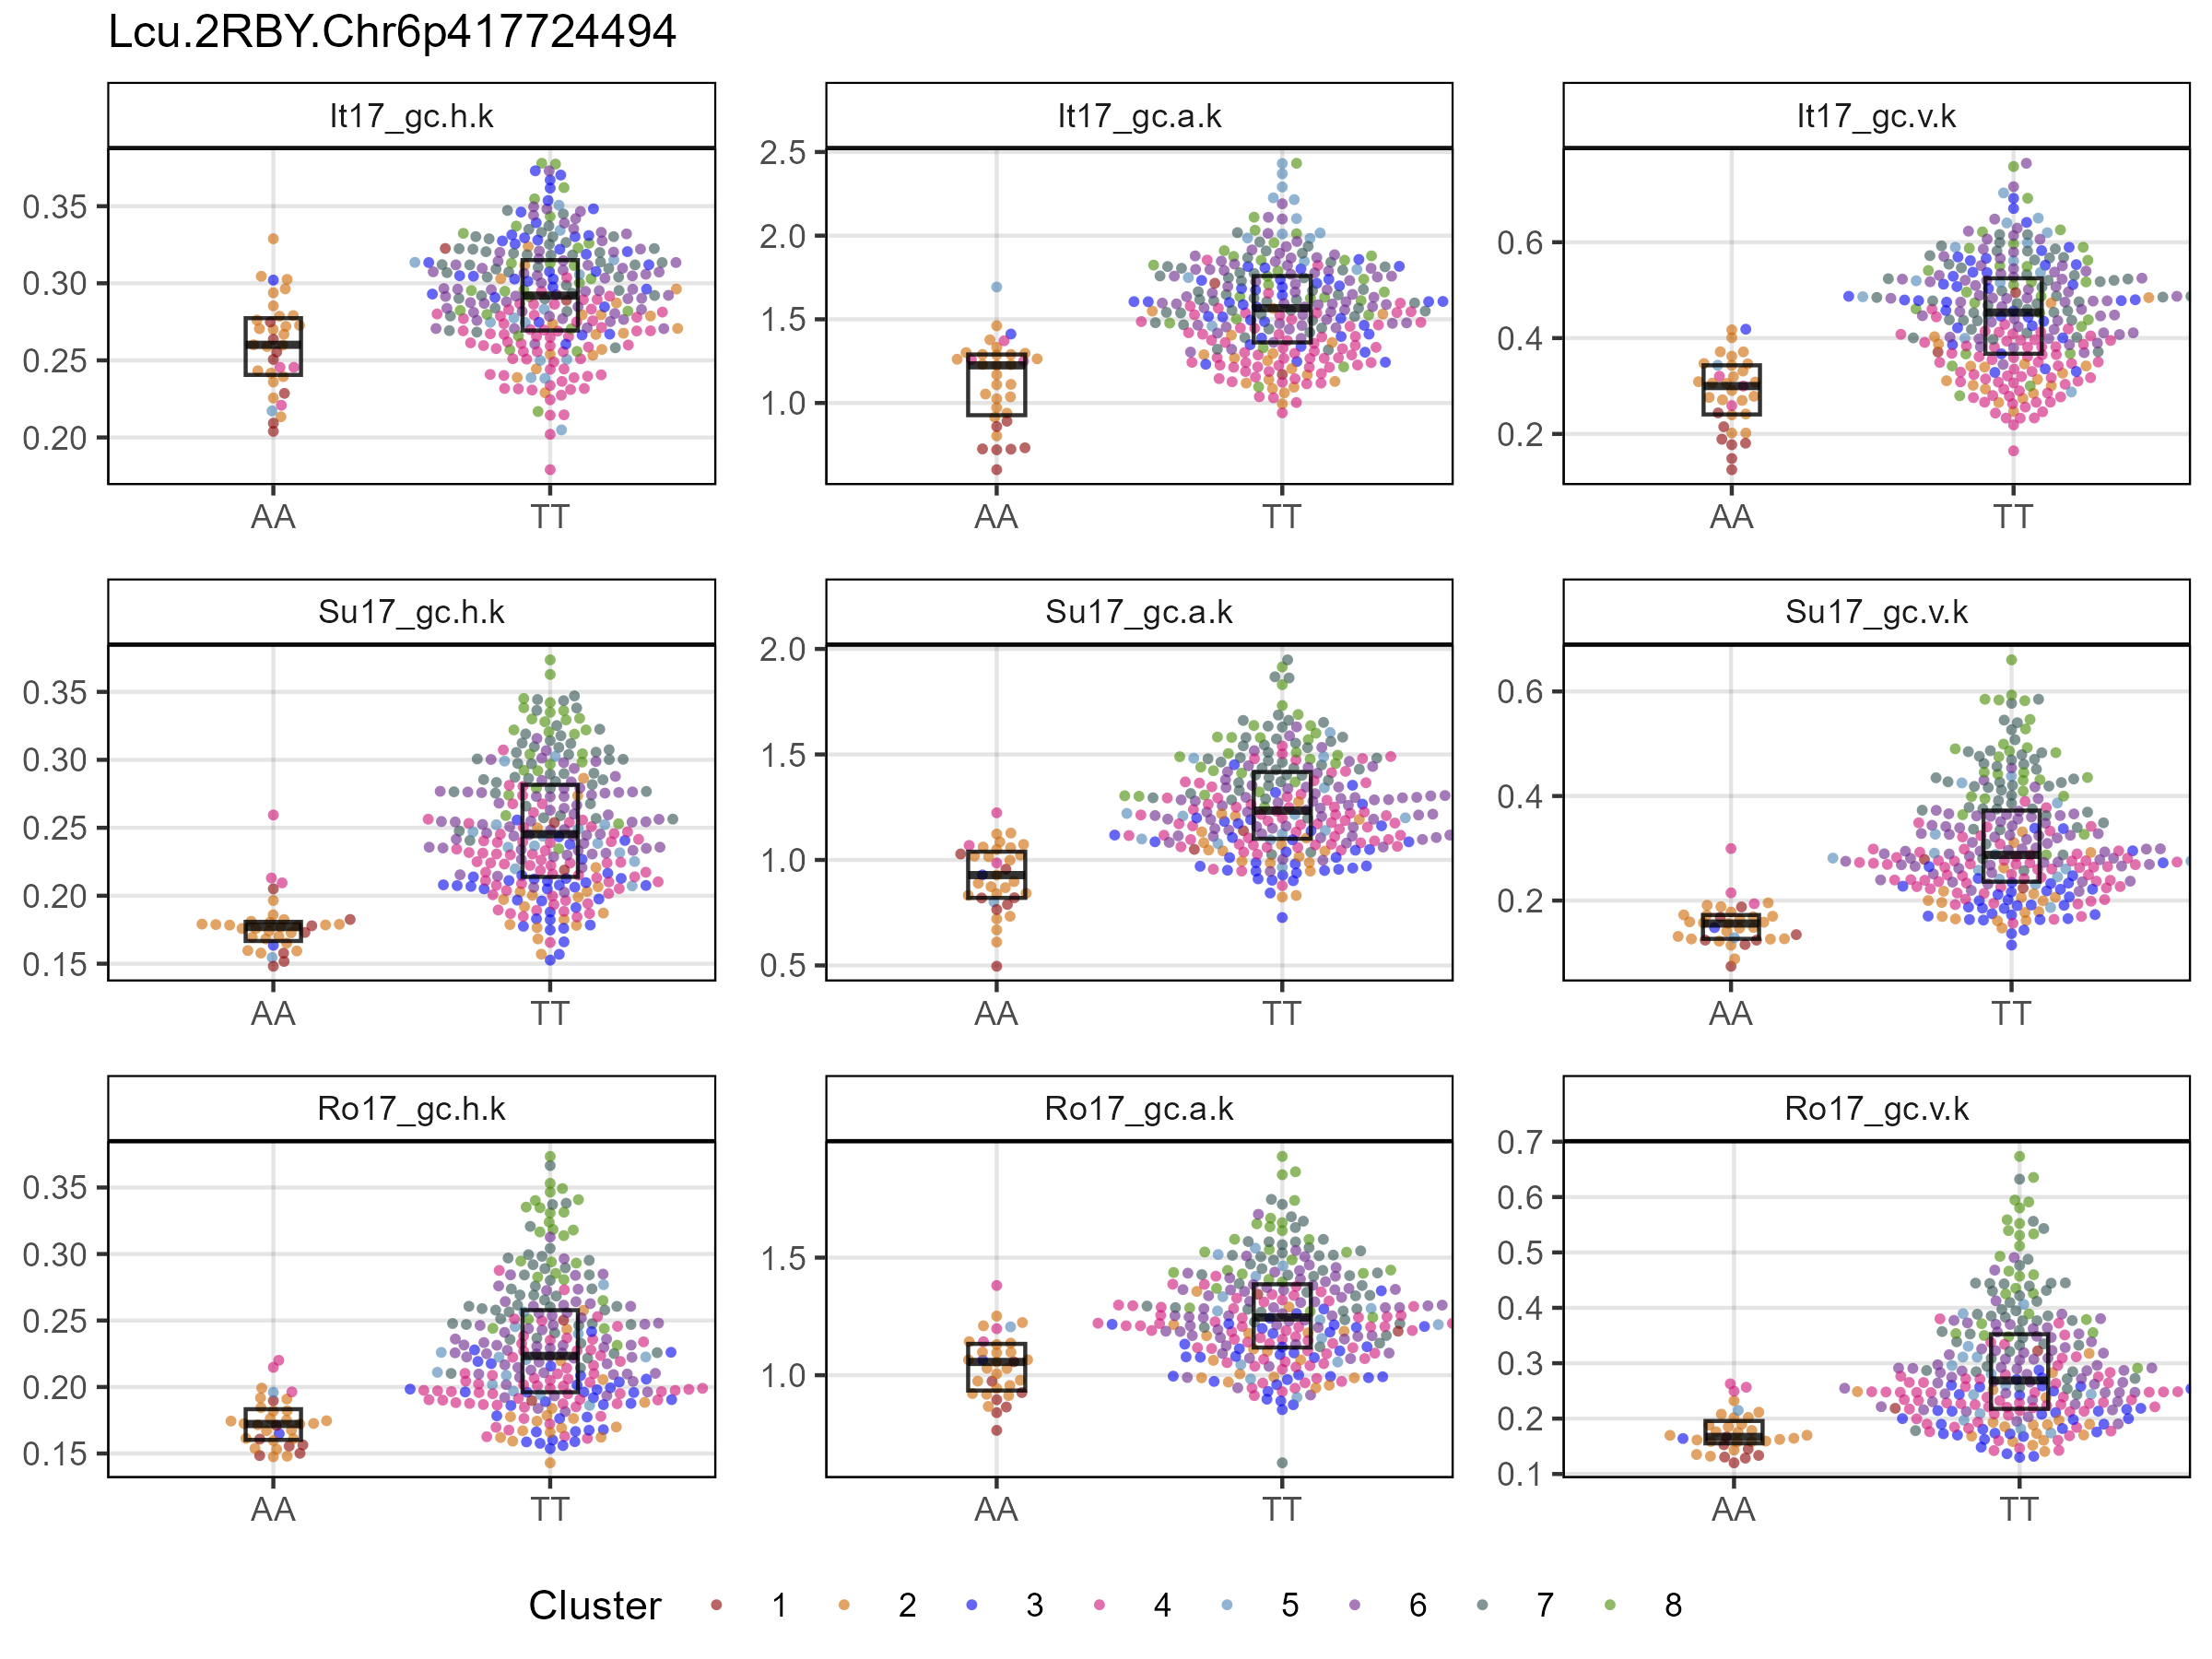 Lcu.2RBY.Chr6p417724494
It17_gc.h.k
It17_gc.a.k
It17_gc.v.k
0.35
0.30
0.25
0.20
AA
TT
2.5
2.0
1.5
1.0
AA
TT
0.6
0.4
0.2
AA
TT
Su17_gc.h.k
Su17_gc.a.k
Su17_gc.v.k
0.35
0.30
0.25
0.20
0.15
AA
TT
2.0
1.5
1.0
0.5
AA
TT
0.6
0.4
0.2
AA
TT
Ro17_gc.h.k
Ro17_gc.a.k
Ro17_gc.v.k
0.35
0.30
0.25
0.20
0.15
AA
TT
1.5
1.0
AA
TT
0.7
0.6
0.5
0.4
0.3
0.2
0.1
AA
TT
Cluster 1 2 3 4 5 6 7 8